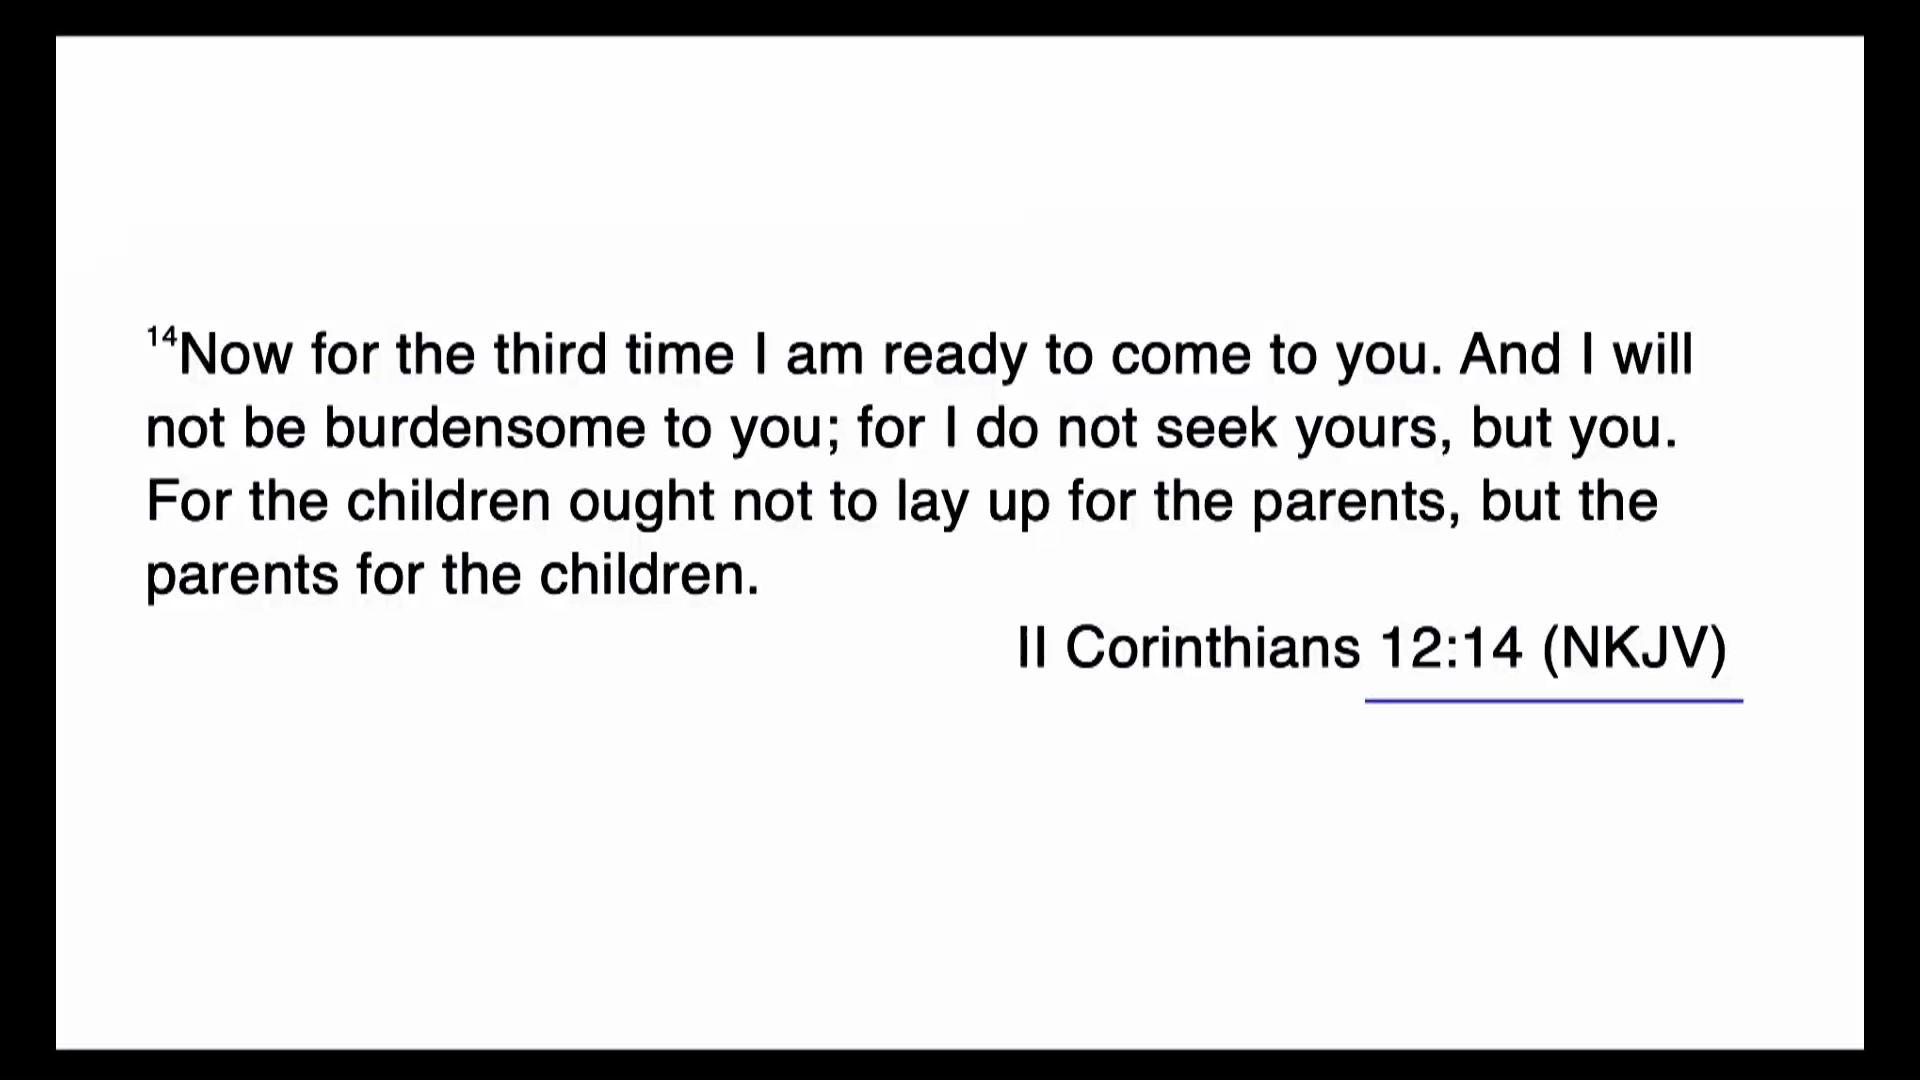 14Now for the third time I am ready to come to you. And I will
not be burdensome to you; for I do not seek yours, but you.
For the children ought not to lay up for the parents, but the
parents for the children.
II Corinthians 12:14 (NKJV)